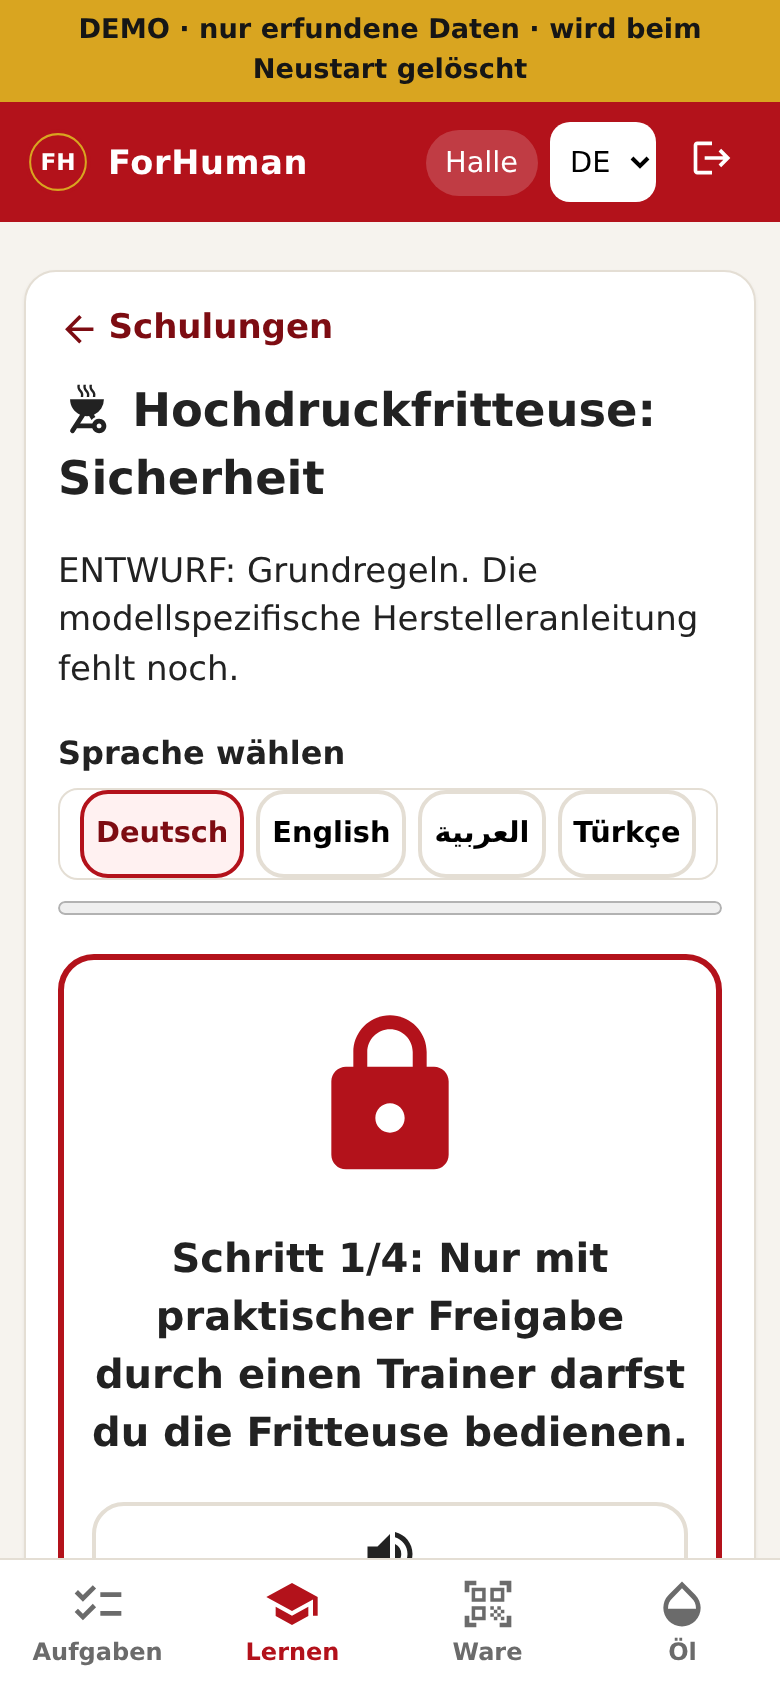 DEMO · nur erfundene Daten · wird beim
Neustart gelöscht
FH ForHuman Halle DE
← Schulungen
Hochdruckfritteuse:
Sicherheit
ENTWURF: Grundregeln. Die
modellspezifische Herstelleranleitung
fehlt noch.
Sprache wählen
Deutsch English العربية Türkçe
Schritt 1/4: Nur mit
praktischer Freigabe
durch einen Trainer darfst
du die Fritteuse bedienen.
Aufgaben Lernen Ware Öl